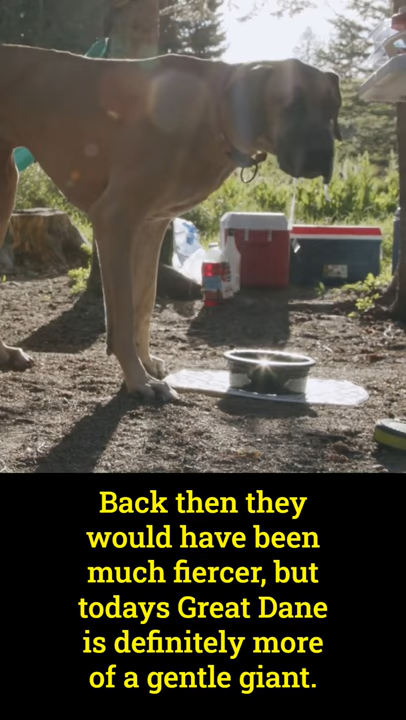 Back then they
would have been
much fiercer, but
todays Great Dane
is definitely more
of a gentle giant.